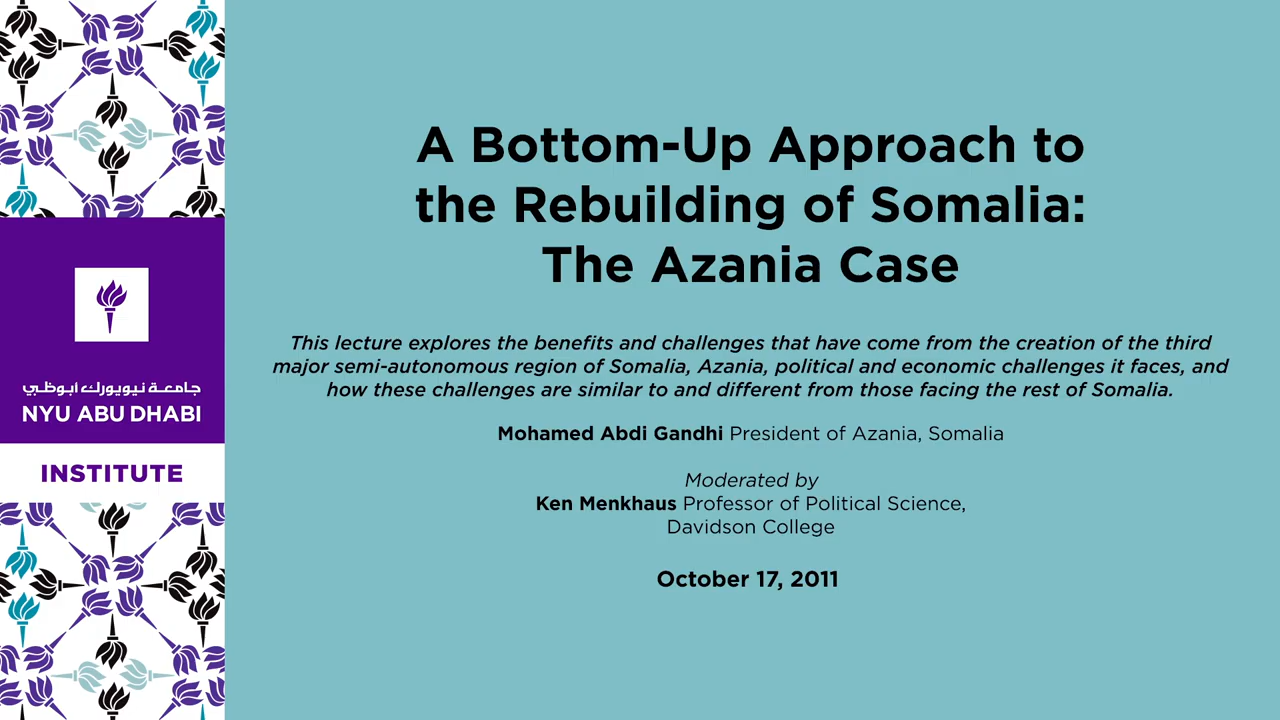 جامعـة نيويورك أبوظبي
NYU ABU DHABI
INSTITUTE
A Bottom-Up Approach to
the Rebuilding of Somalia:
The Azania Case
This lecture explores the benefits and challenges that have come from the creation of the third
major semi-autonomous region of Somalia, Azania, political and economic challenges it faces, and
how these challenges are similar to and different from those facing the rest of Somalia.
Mohamed Abdi Gandhi President of Azania, Somalia
Moderated by
Ken Menkhaus Professor of Political Science,
Davidson College
October 17, 2011